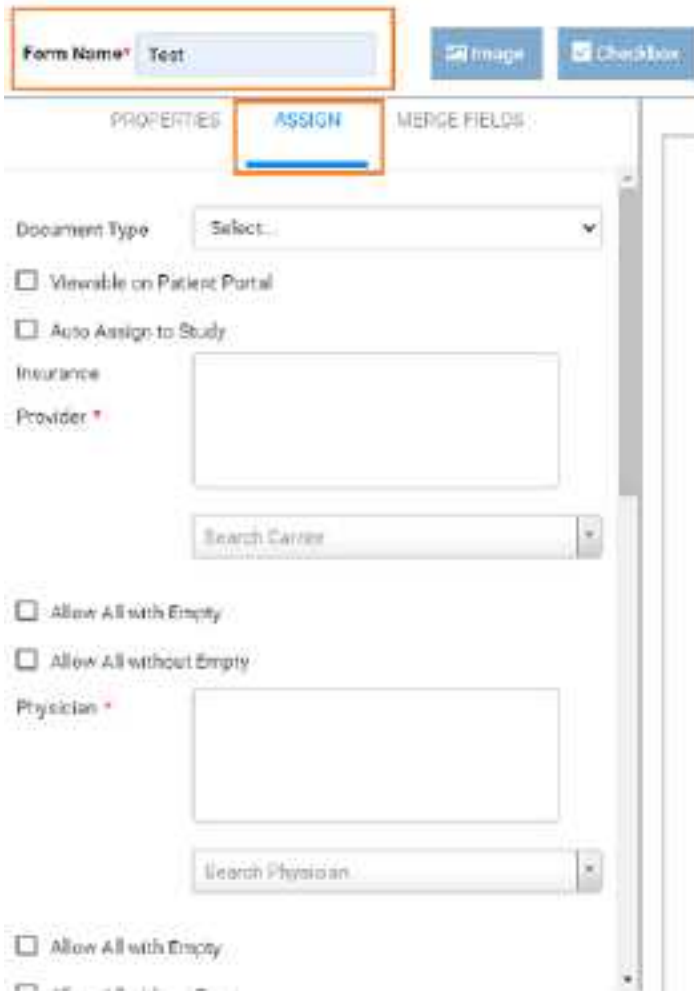 Form Name* Test Image Checkbox
PROPERTIES ASSIGN MERGE FIELDS
Document Type Select...
Viewable on Patient Portal
Auto Assign to Study
Insurance
Provider *
Search Carrier
Allow All with Empty
Allow All without Empty
Physician *
Search Physician
Allow All with Empty